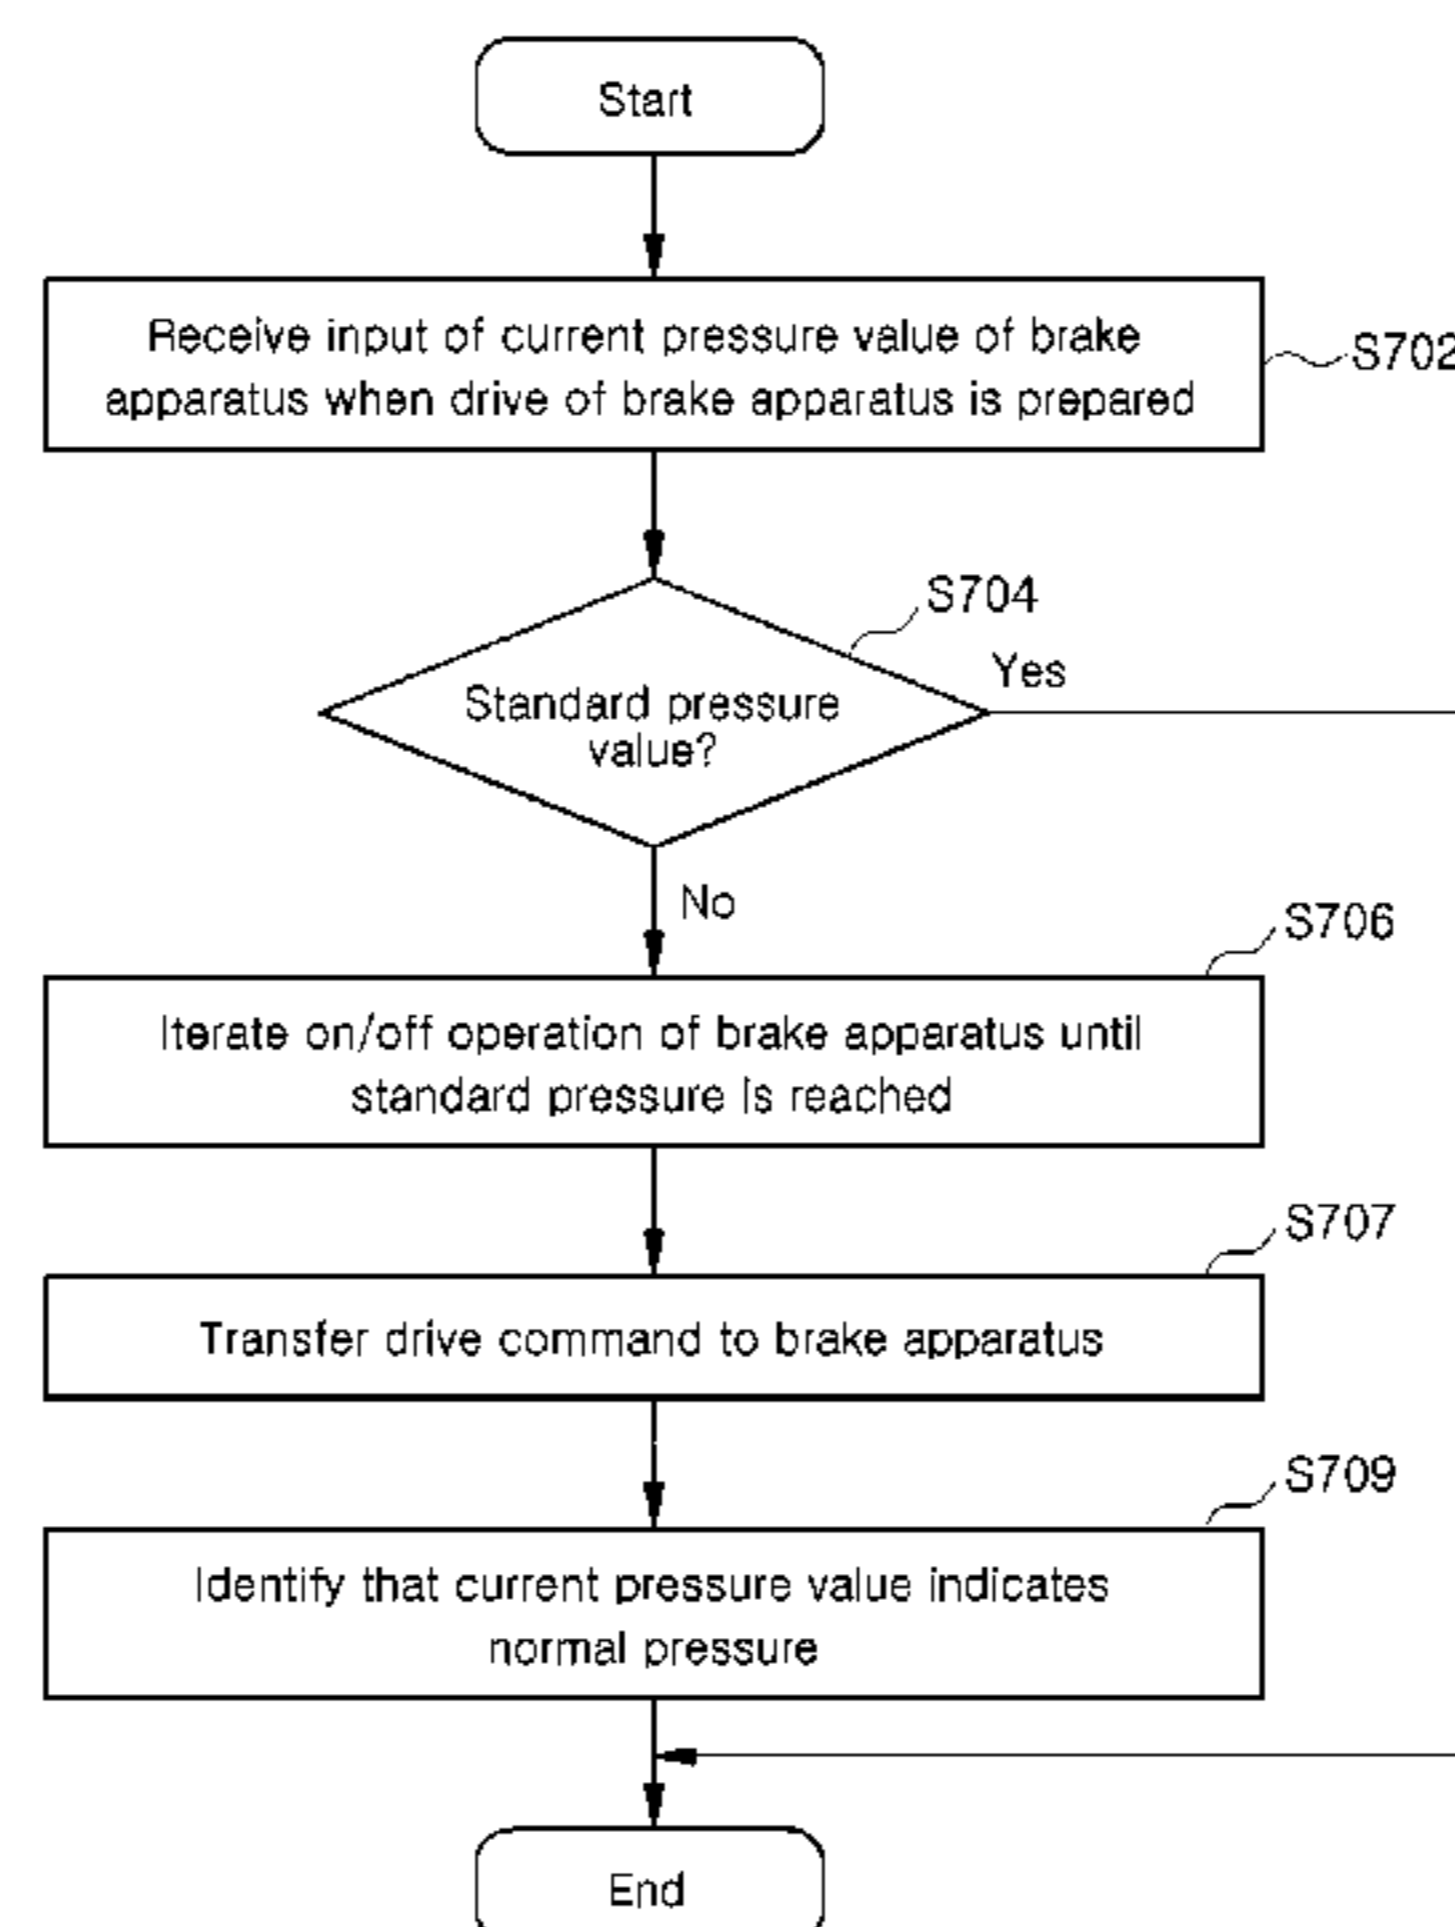 Start
Receive input of current pressure value of brake
apparatus when drive of brake apparatus is prepared
S702
S704
Yes
Standard pressure
value?
No
S706
Iterate on/off operation of brake apparatus until
standard pressure is reached
S707
Transfer drive command to brake apparatus
S709
Identify that current pressure value indicates
normal pressure
End